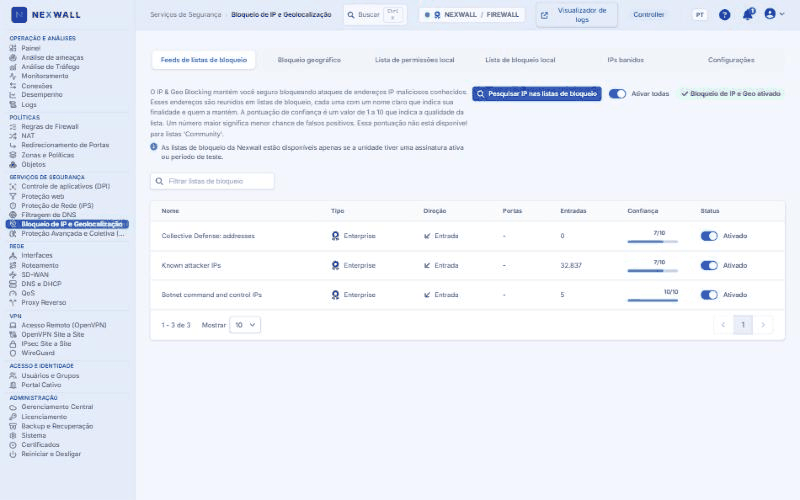 NEXWALL
Serviços de Segurança › Bloqueio de IP e Geolocalização
Buscar Ctrl K
NEXWALL / FIREWALL
Visualizador de logs
Controller
PT
OPERAÇÃO E ANÁLISES
Painel
Análise de ameaças
Análise de Tráfego
Monitoramento
Conexões
Desempenho
Logs
POLÍTICAS
Regras de Firewall
NAT
Redirecionamento de Portas
Zonas e Políticas
Objetos
SERVIÇOS DE SEGURANÇA
Controle de aplicativos (DPI)
Proteção web
Proteção de Rede (IPS)
Filtragem de DNS
Bloqueio de IP e Geolocalização
Proteção Avançada e Coletiva (...
REDE
Interfaces
Roteamento
SD-WAN
DNS e DHCP
QoS
Proxy Reverso
VPN
Acesso Remoto (OpenVPN)
OpenVPN Site a Site
IPsec Site a Site
WireGuard
ACESSO E IDENTIDADE
Usuários e Grupos
Portal Cativo
ADMINISTRAÇÃO
Gerenciamento Central
Licenciamento
Backup e Recuperação
Sistema
Certificados
Reiniciar e Desligar
Feeds de listas de bloqueio
Bloqueio geográfico
Lista de permissões local
Lista de bloqueio local
IPs banidos
Configurações
O IP & Geo Blocking mantém você seguro bloqueando ataques de endereços IP maliciosos conhecidos.
Esses endereços são reunidos em listas de bloqueio, cada uma com um nome claro que indica sua
finalidade e quem a mantém. A pontuação de confiança é um valor de 1 a 10 que indica a qualidade da
lista. Um número maior significa menor chance de falsos positivos. Essa pontuação não está disponível
para listas 'Community'.
As listas de bloqueio da Nexwall estão disponíveis apenas se a unidade tiver uma assinatura ativa
ou período de teste.
Pesquisar IP nas listas de bloqueio
Ativar todas
Bloqueio de IP e Geo ativado
Filtrar listas de bloqueio
Nome Tipo Direção Portas Entradas Confiança Status
Collective Defense: addresses Enterprise Entrada - 0 7/10 Ativado
Known attacker IPs Enterprise Entrada - 32,837 7/10 Ativado
Botnet command and control IPs Enterprise Entrada - 5 10/10 Ativado
1 - 3 de 3 Mostrar 10
1